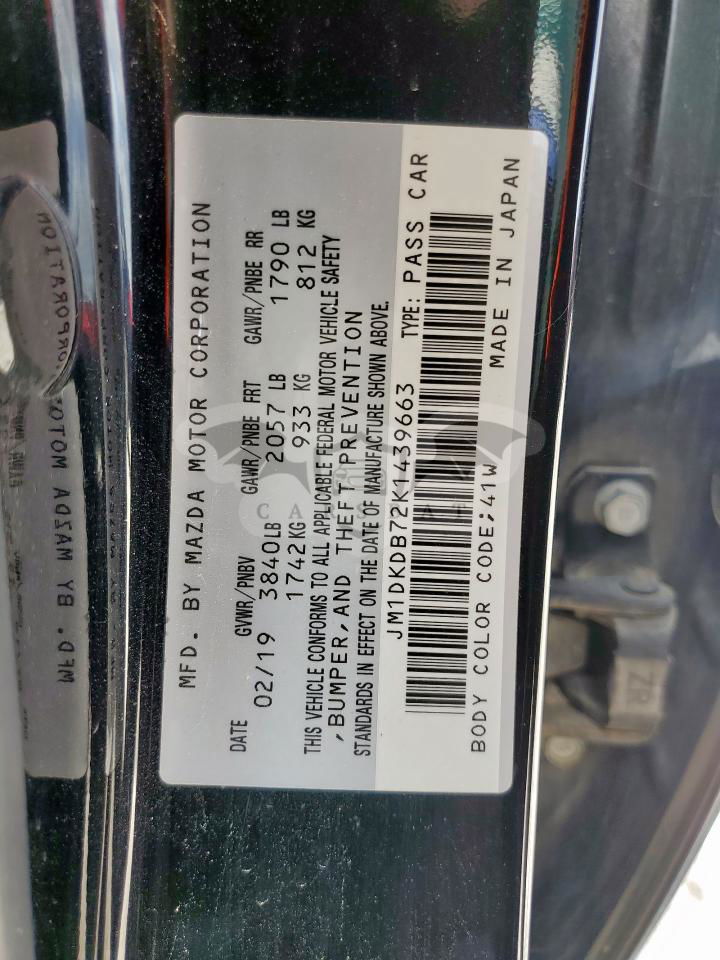 MFD. BY MAZDA MOTOR CORPORATION
DATE GVWR/PNBV GAWR/PNBE FRT GAWR/PNBE RR
02/19 3840LB 2057 LB 1790 LB
1742KG 933 KG 812 KG
THIS VEHICLE CONFORMS TO ALL APPLICABLE FEDERAL MOTOR VEHICLE SAFETY
,BUMPER,AND THEFT PREVENTION
STANDARDS IN EFFECT ON THE DATE OF MANUFACTURE SHOWN ABOVE.
JM1DKDB72K1439663 TYPE: PASS CAR
BODY COLOR CODE;41W MADE IN JAPAN
ZR